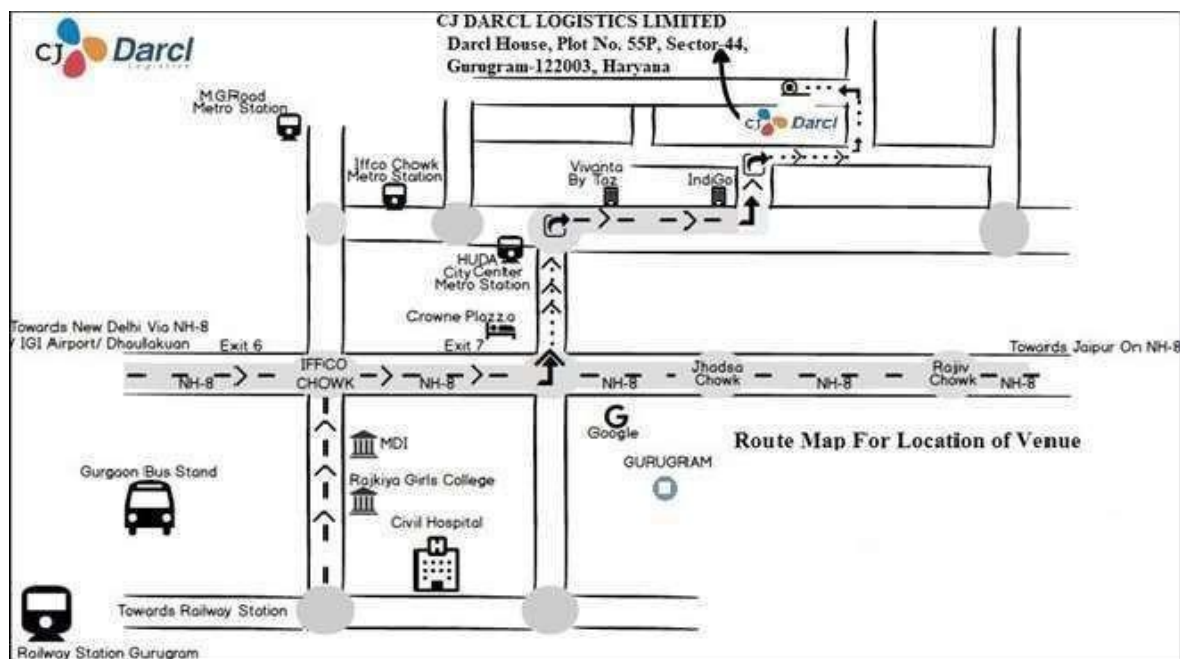 CJ DARCL LOGISTICS LIMITED
Darcl House, Plot No. 55P, Sector-44,
Gurugram-122003, Haryana
CJ Darcl
Logistics
M.G.Road
Metro Station
Iffco Chowk
Metro Station
Vivanta
By Taz
IndiGo
CJ Darcl
HUDA
City Center
Metro Station
Crowne Plazza
Towards New Delhi Via NH-8
/ IGI Airport/ Dhaullakuan
Exit 6
Exit 7
Towards Jaipur On NH-8
NH-8
IFFCO
CHOWK
NH-8
NH-8
Jhadsa
Chowk
NH-8
Rajiv
Chowk
NH-8
G
Google
MDI
Route Map For Location of Venue
GURUGRAM
Gurgaon Bus Stand
Rajkiya Girls College
Civil Hospital
H
Towards Railway Station
Railway Station Gurugram